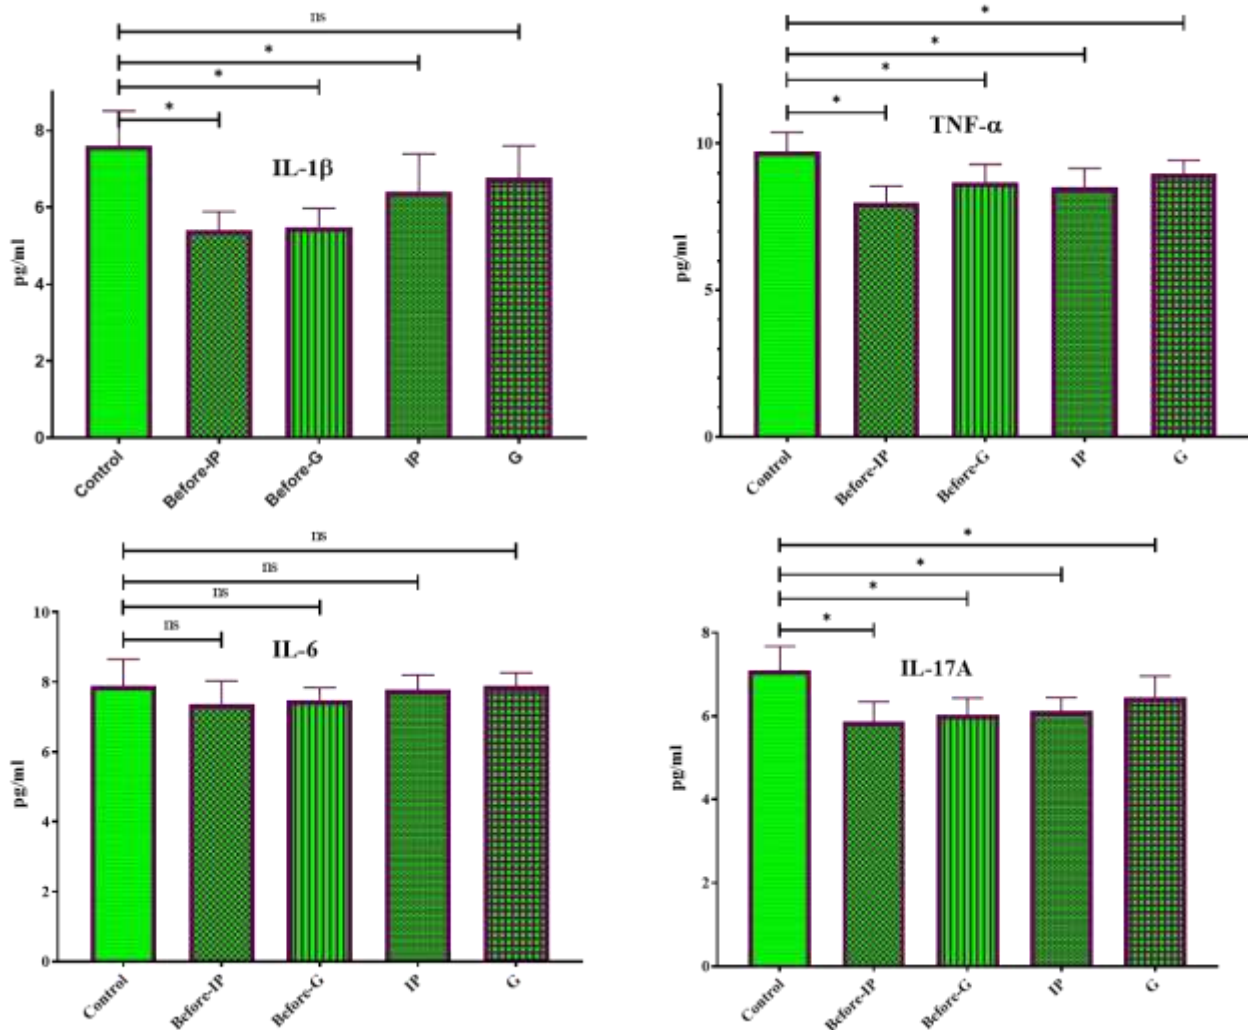 ns
*
*
*
IL-1β
pg/ml
8
6
4
2
0
Control
Before-IP
Before-G
IP
G
*
*
*
*
TNF-α
pg/ml
10
5
0
Control
Before-IP
Before-G
IP
G
ns
ns
ns
ns
IL-6
pg/ml
10
8
6
4
2
0
Control
Before-IP
Before-G
IP
G
*
*
*
*
IL-17A
pg/ml
8
6
4
2
0
Control
Before-IP
Before-G
IP
G